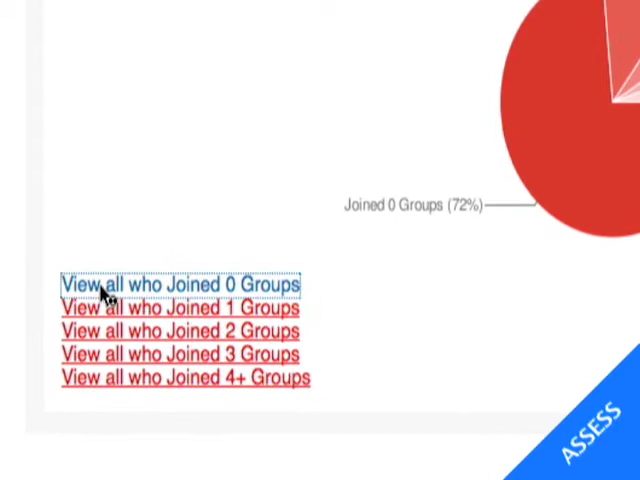 Joined 0 Groups (72%)
View all who Joined 0 Groups
View all who Joined 1 Groups
View all who Joined 2 Groups
View all who Joined 3 Groups
View all who Joined 4+ Groups
ASSESS